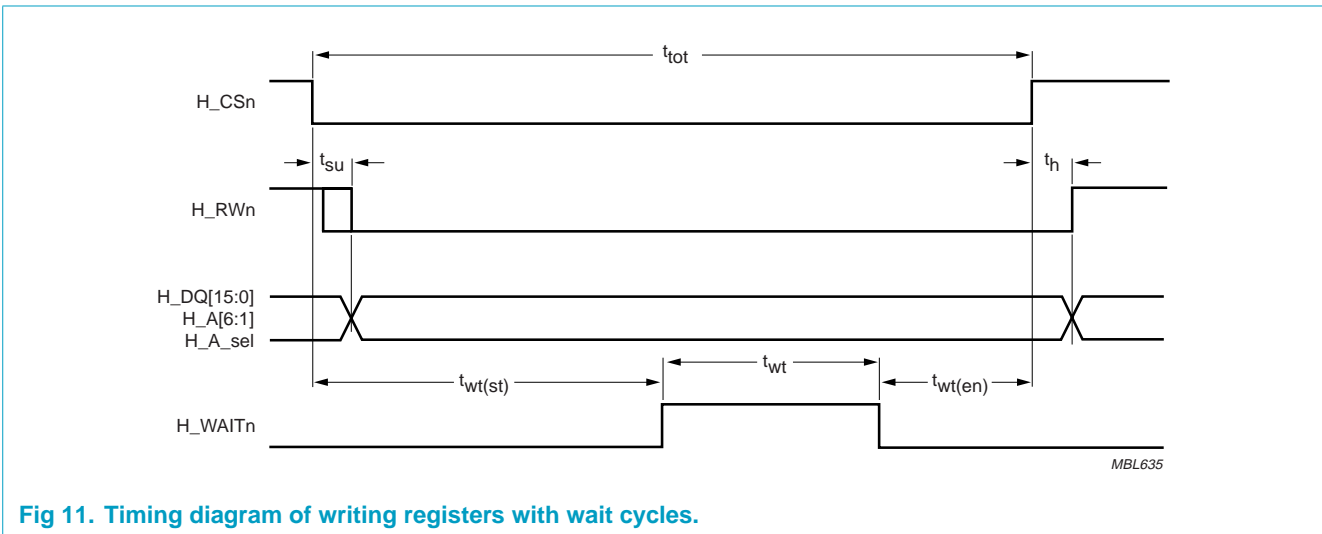 t_tot
H_CSn
t_su
t_h
H_RWn
H_DQ[15:0]
H_A[6:1]
H_A_sel
t_wt(st)
t_wt
t_wt(en)
H_WAITn
MBL635
Fig 11. Timing diagram of writing registers with wait cycles.